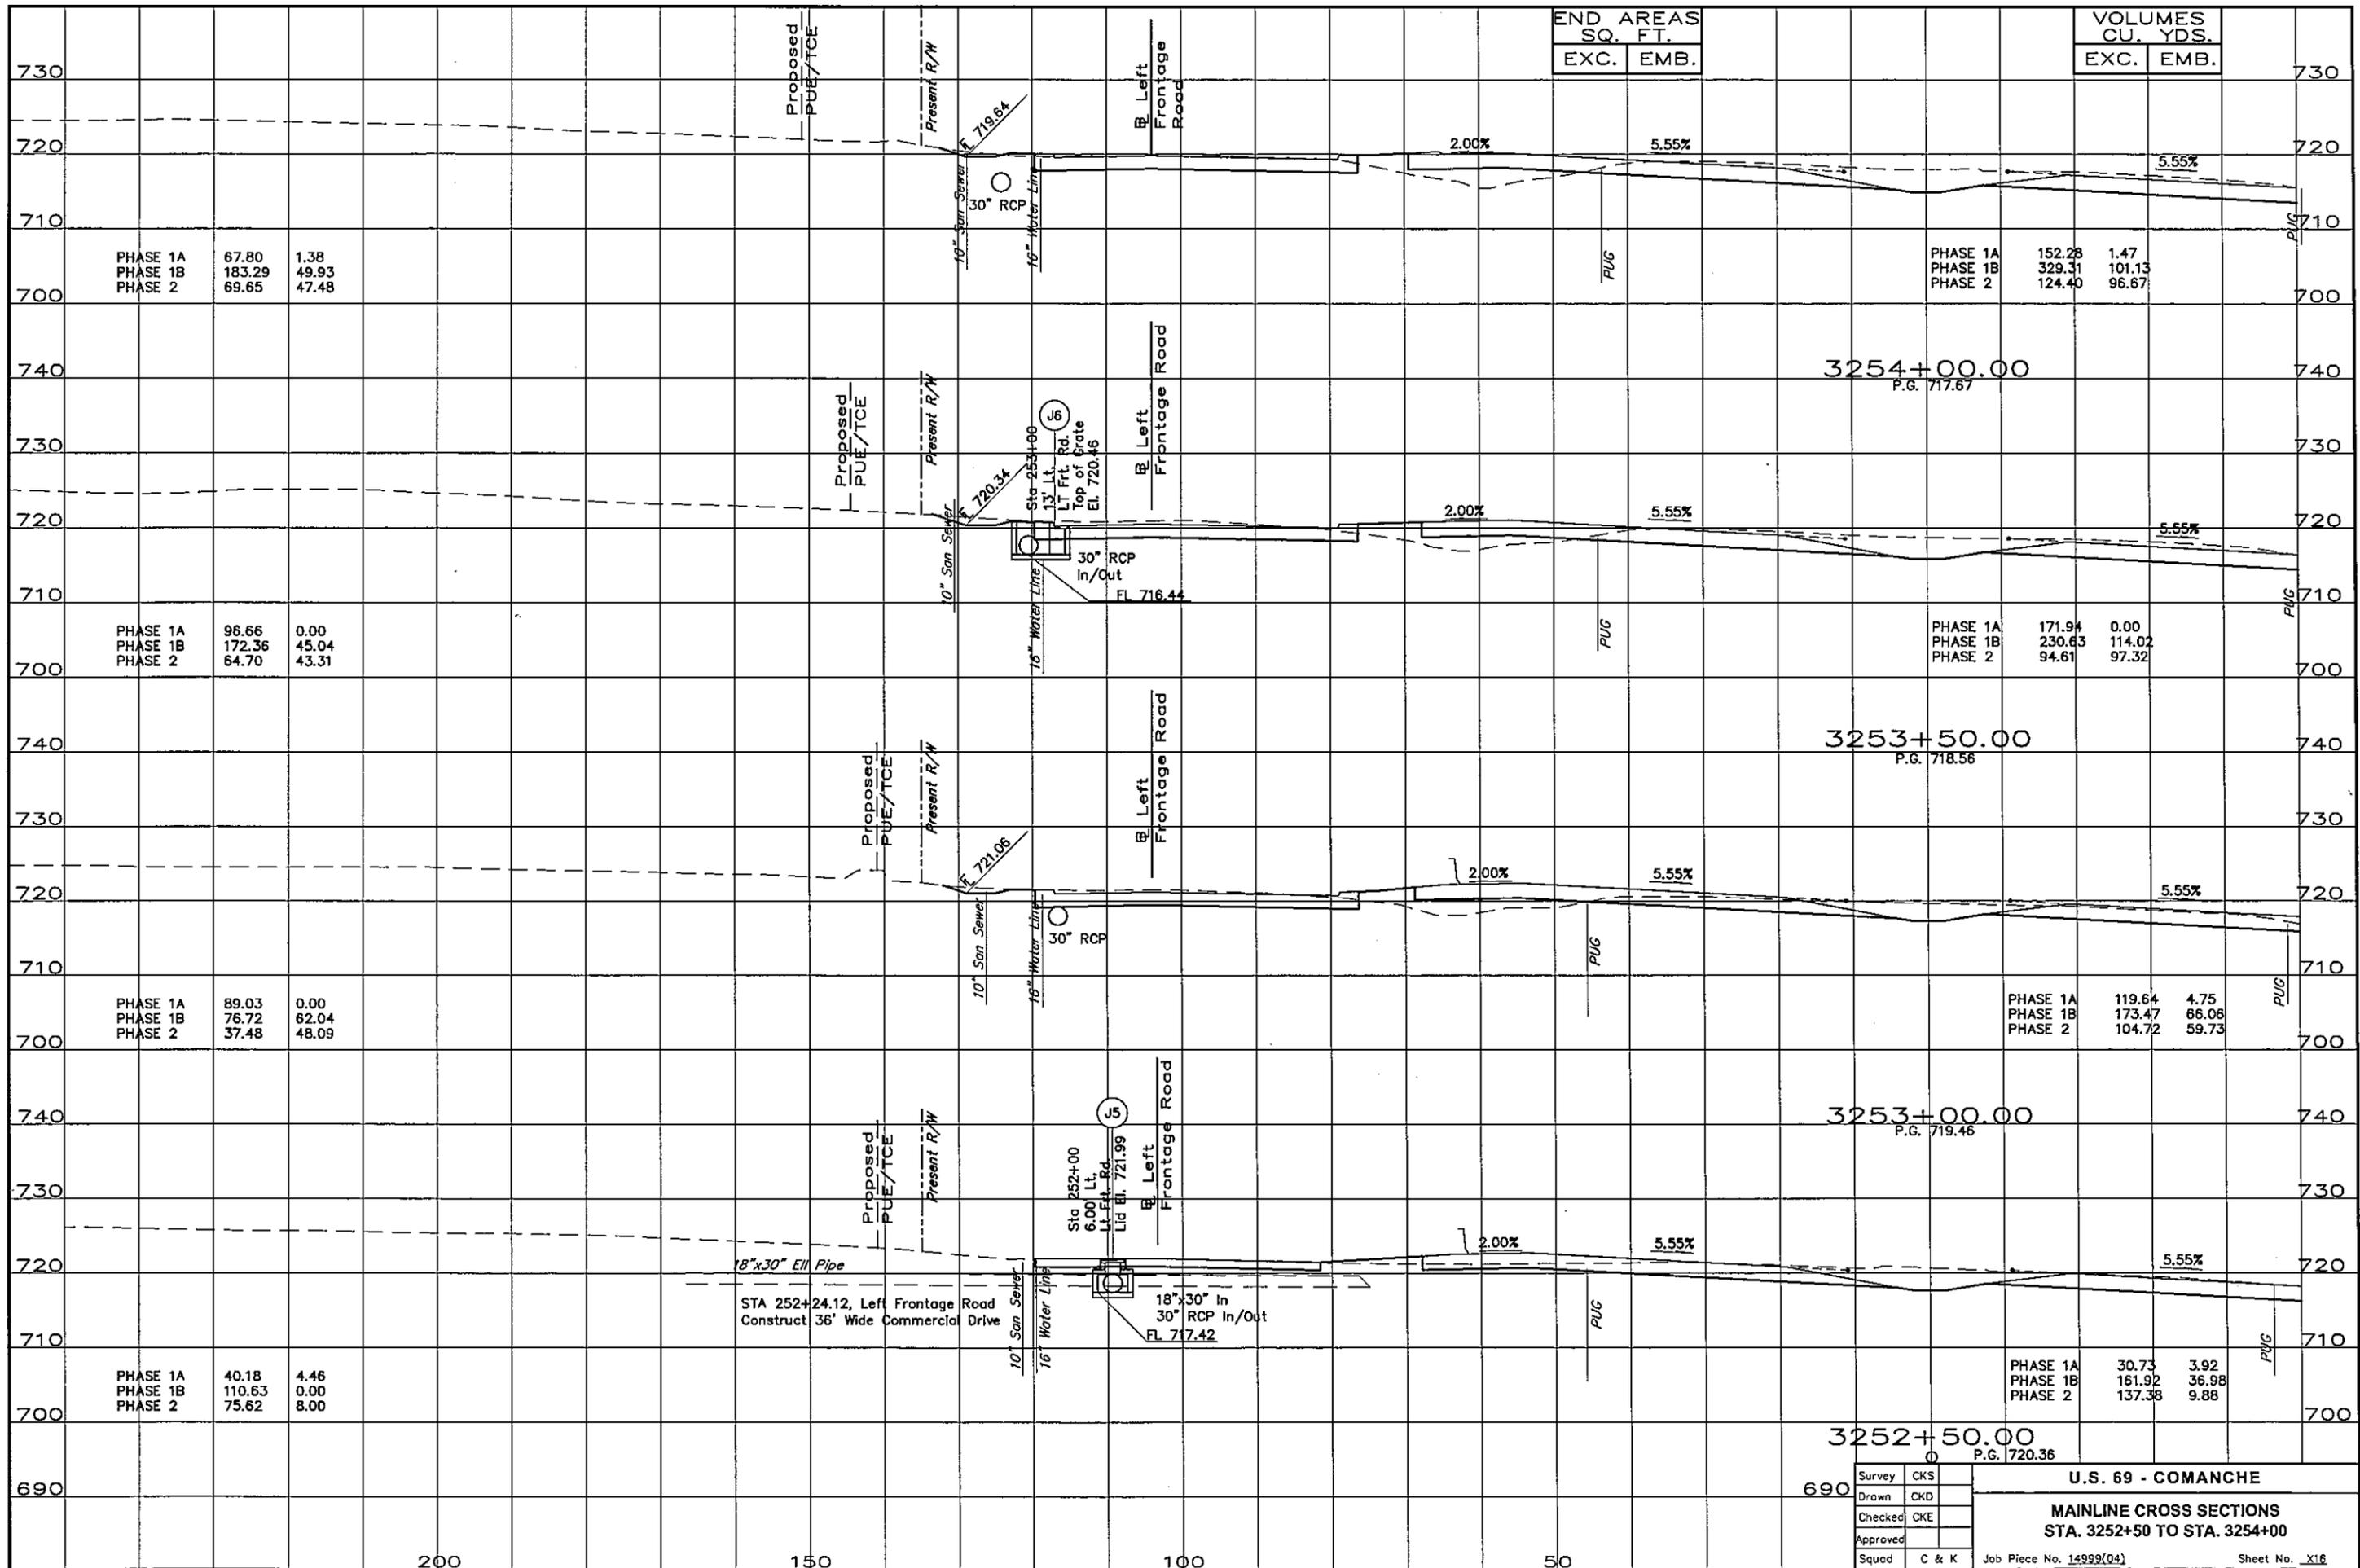 END AREAS
SQ. FT.
EXC. EMB.
VOLUMES
CU. YDS.
EXC. EMB.
Proposed
PUE/TCE
Present R/W
℄ Left
Frontage
Road
730 730
FL 719.64
2.00% 5.55% 5.55%
720 720
10" San Sewer
30" RCP
16" Water Line
PUG
PUG
710 710
PHASE 1A 67.80 1.38
PHASE 1B 183.29 49.93
PHASE 2 69.65 47.48
PHASE 1A 152.28 1.47
PHASE 1B 329.31 101.13
PHASE 2 124.40 96.67
700 700
3254+00.00
P.G. 717.67
740 740
Proposed
PUE/TCE
Present R/W
J6
Sta 253+00
13' Lt.
LT Frt. Rd.
Top of Grate
El. 720.46
℄ Left
Frontage Road
730 730
FL 720.34
2.00% 5.55% 5.55%
720 720
10" San Sewer
16" Water Line
30" RCP
In/Out
FL 716.44
PUG
PUG
710 710
PHASE 1A 96.66 0.00
PHASE 1B 172.36 45.04
PHASE 2 64.70 43.31
PHASE 1A 171.94 0.00
PHASE 1B 230.63 114.02
PHASE 2 94.61 97.32
700 700
3253+50.00
P.G. 718.56
740 740
Proposed
PUE/TCE
Present R/W
℄ Left
Frontage Road
730 730
FL 721.06
2.00% 5.55% 5.55%
720 720
10" San Sewer
16" Water Line
30" RCP
PUG
PUG
710 710
PHASE 1A 89.03 0.00
PHASE 1B 76.72 62.04
PHASE 2 37.48 48.09
PHASE 1A 119.64 4.75
PHASE 1B 173.47 66.06
PHASE 2 104.72 59.73
700 700
3253+00.00
P.G. 719.46
740 740
Proposed
PUE/TCE
Present R/W
J5
Sta 252+00
6.00' Lt.
Lt Frt. Rd.
Lid El. 721.99
℄ Left
Frontage Road
730 730
2.00% 5.55% 5.55%
720 720
18"x30" Ell Pipe
STA 252+24.12, Left Frontage Road
Construct 36' Wide Commercial Drive
10" San Sewer
16" Water Line
18"x30" In
30" RCP In/Out
FL 717.42
PUG
PUG
710 710
PHASE 1A 40.18 4.46
PHASE 1B 110.63 0.00
PHASE 2 75.62 8.00
PHASE 1A 30.73 3.92
PHASE 1B 161.92 36.98
PHASE 2 137.38 9.88
700 700
3252+50.00
0
P.G. 720.36
690 690
200 150 100 50
Survey CKS
Drawn CKD
Checked CKE
Approved
Squad C & K
U.S. 69 - COMANCHE
MAINLINE CROSS SECTIONS
STA. 3252+50 TO STA. 3254+00
Job Piece No. 14999(04) Sheet No. X16